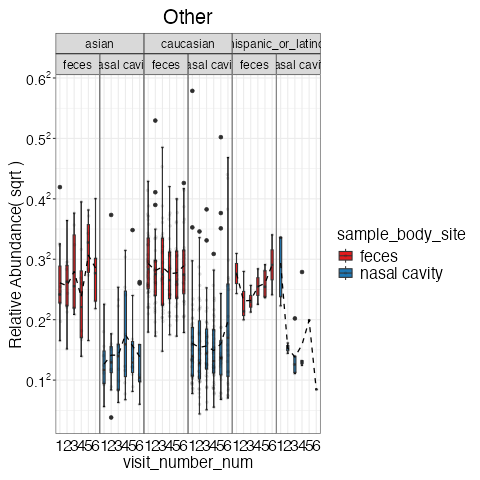 Other
asian caucasian hispanic_or_latino
feces asal cavi feces asal cavi feces asal cavi
0.6²
0.5²
0.4²
0.3²
0.2²
0.1²
Relative Abundance( sqrt )
123456 123456 123456 123456 123456 123456
visit_number_num
sample_body_site
feces
nasal cavity